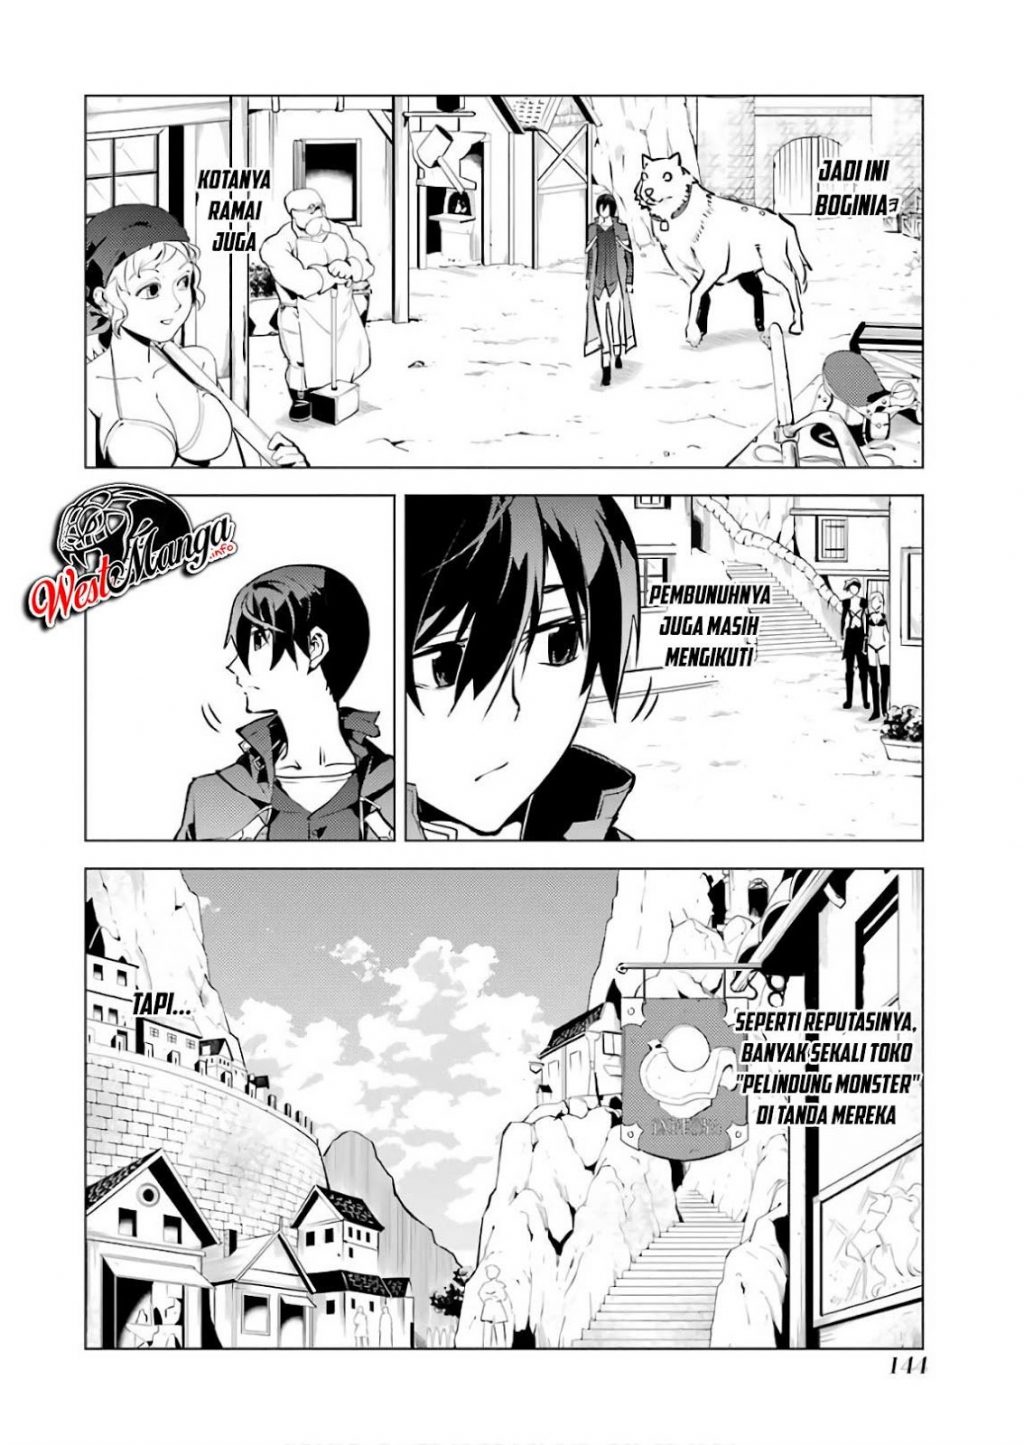 JADI INI
BOGINIA
KOTANYA
RAMAI
JUGA
WestManga
.info
PEMBUNUHNYA
JUGA MASIH
MENGIKUTI
SEPERTI REPUTASINYA,
BANYAK SEKALI TOKO
"PELINDUNG MONSTER"
DI TANDA MEREKA
TAPI...
144